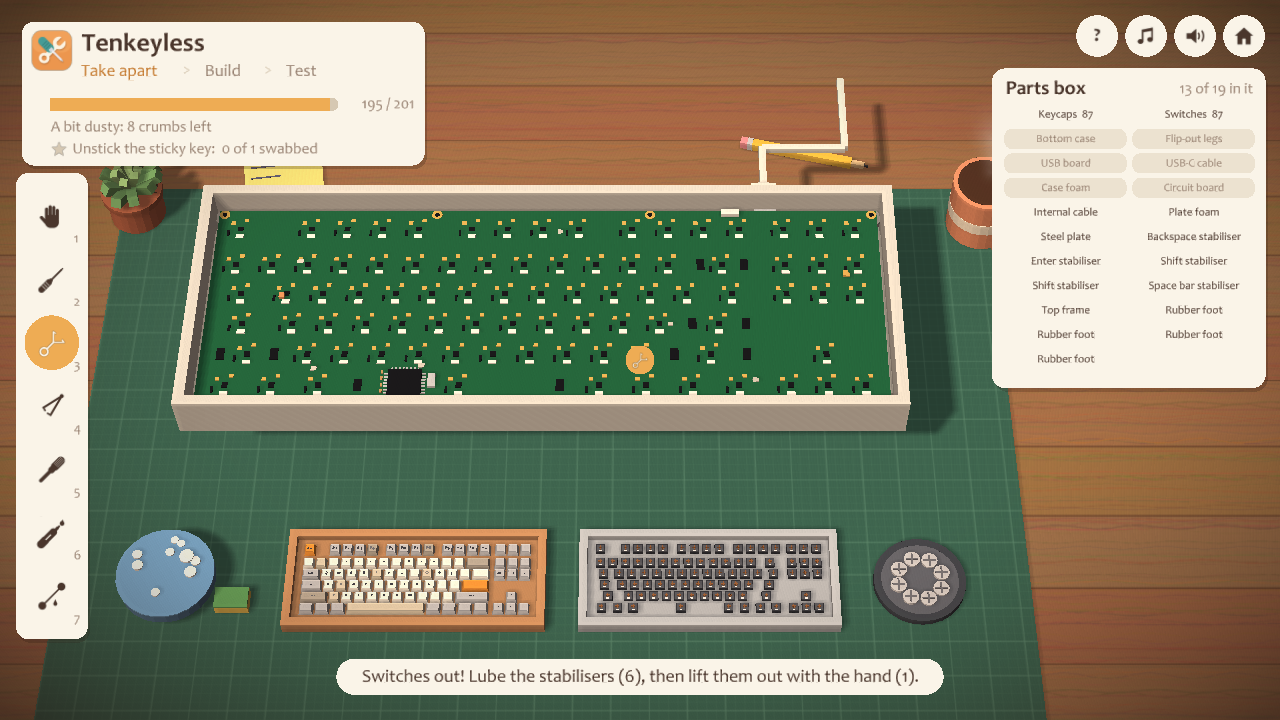 Tenkeyless
Take apart > Build > Test
195 / 201
A bit dusty: 8 crumbs left
Unstick the sticky key: 0 of 1 swabbed
?
1
2
3
4
5
6
7
Parts box 13 of 19 in it
Keycaps 87 Switches 87
Bottom case Flip-out legs
USB board USB-C cable
Case foam Circuit board
Internal cable Plate foam
Steel plate Backspace stabiliser
Enter stabiliser Shift stabiliser
Shift stabiliser Space bar stabiliser
Top frame Rubber foot
Rubber foot Rubber foot
Rubber foot
Switches out! Lube the stabilisers (6), then lift them out with the hand (1).